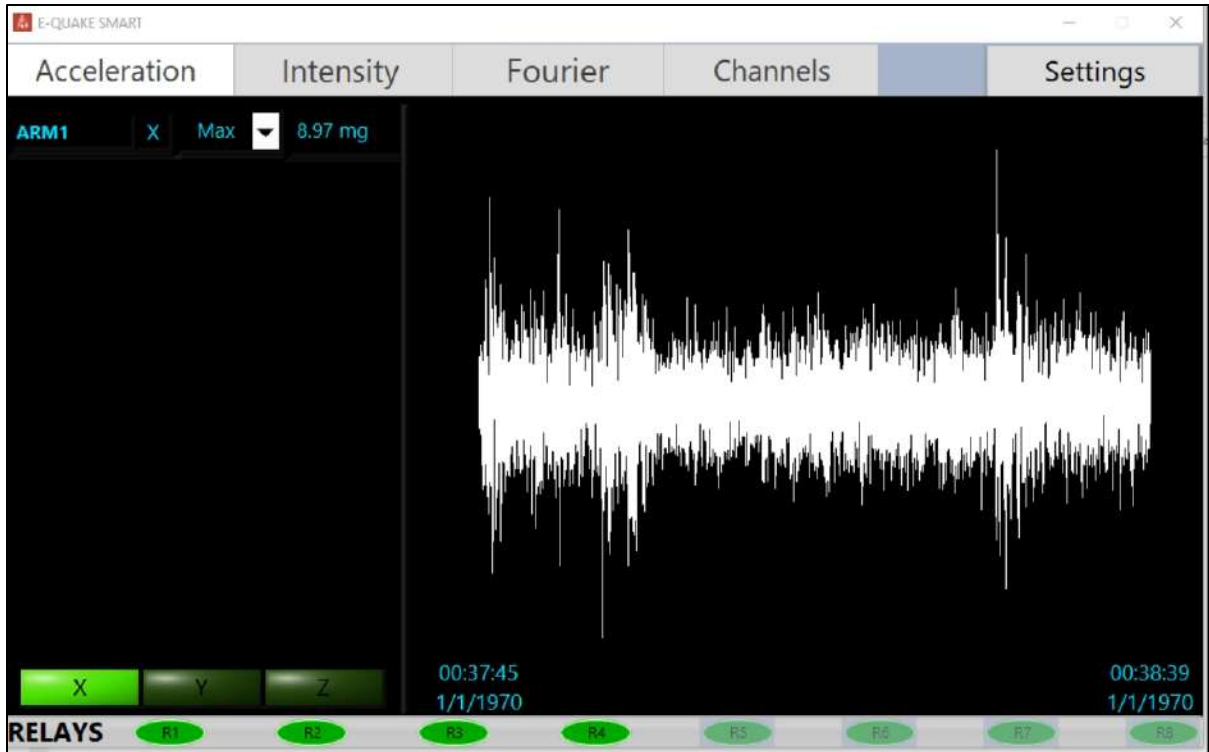 E-QUAKE SMART
Acceleration Intensity Fourier Channels Settings
ARM1 X Max 8.97 mg
X Y Z
00:37:45 00:38:39
1/1/1970 1/1/1970
RELAYS R1 R2 R3 R4 R5 R6 R7 R8